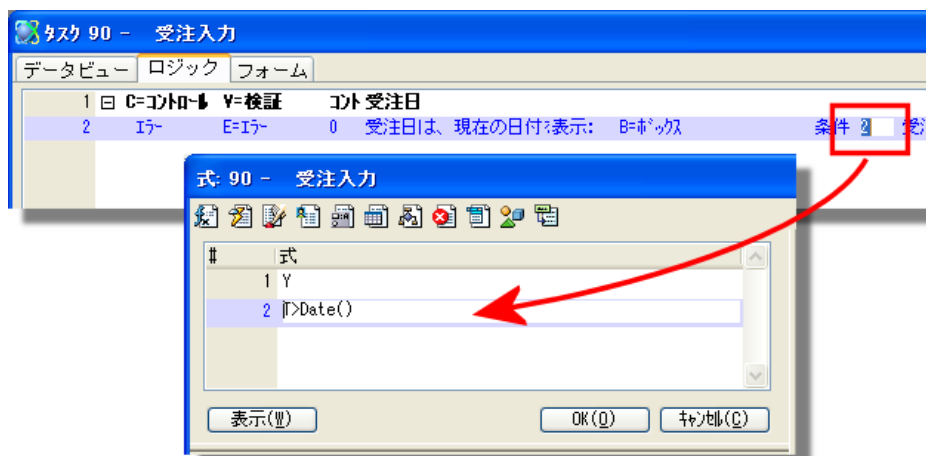 タスク 90 - 受注入力
データビュー ロジック フォーム
1 C=コントロール V=検証 コント 受注日
2 エラー E=エラー 0 受注日は、現在の日付 表示: B=ボックス 条件 2 受注
式: 90 - 受注入力
# 式
1 Y
2 T>Date()
表示(W) OK(O) キャンセル(C)